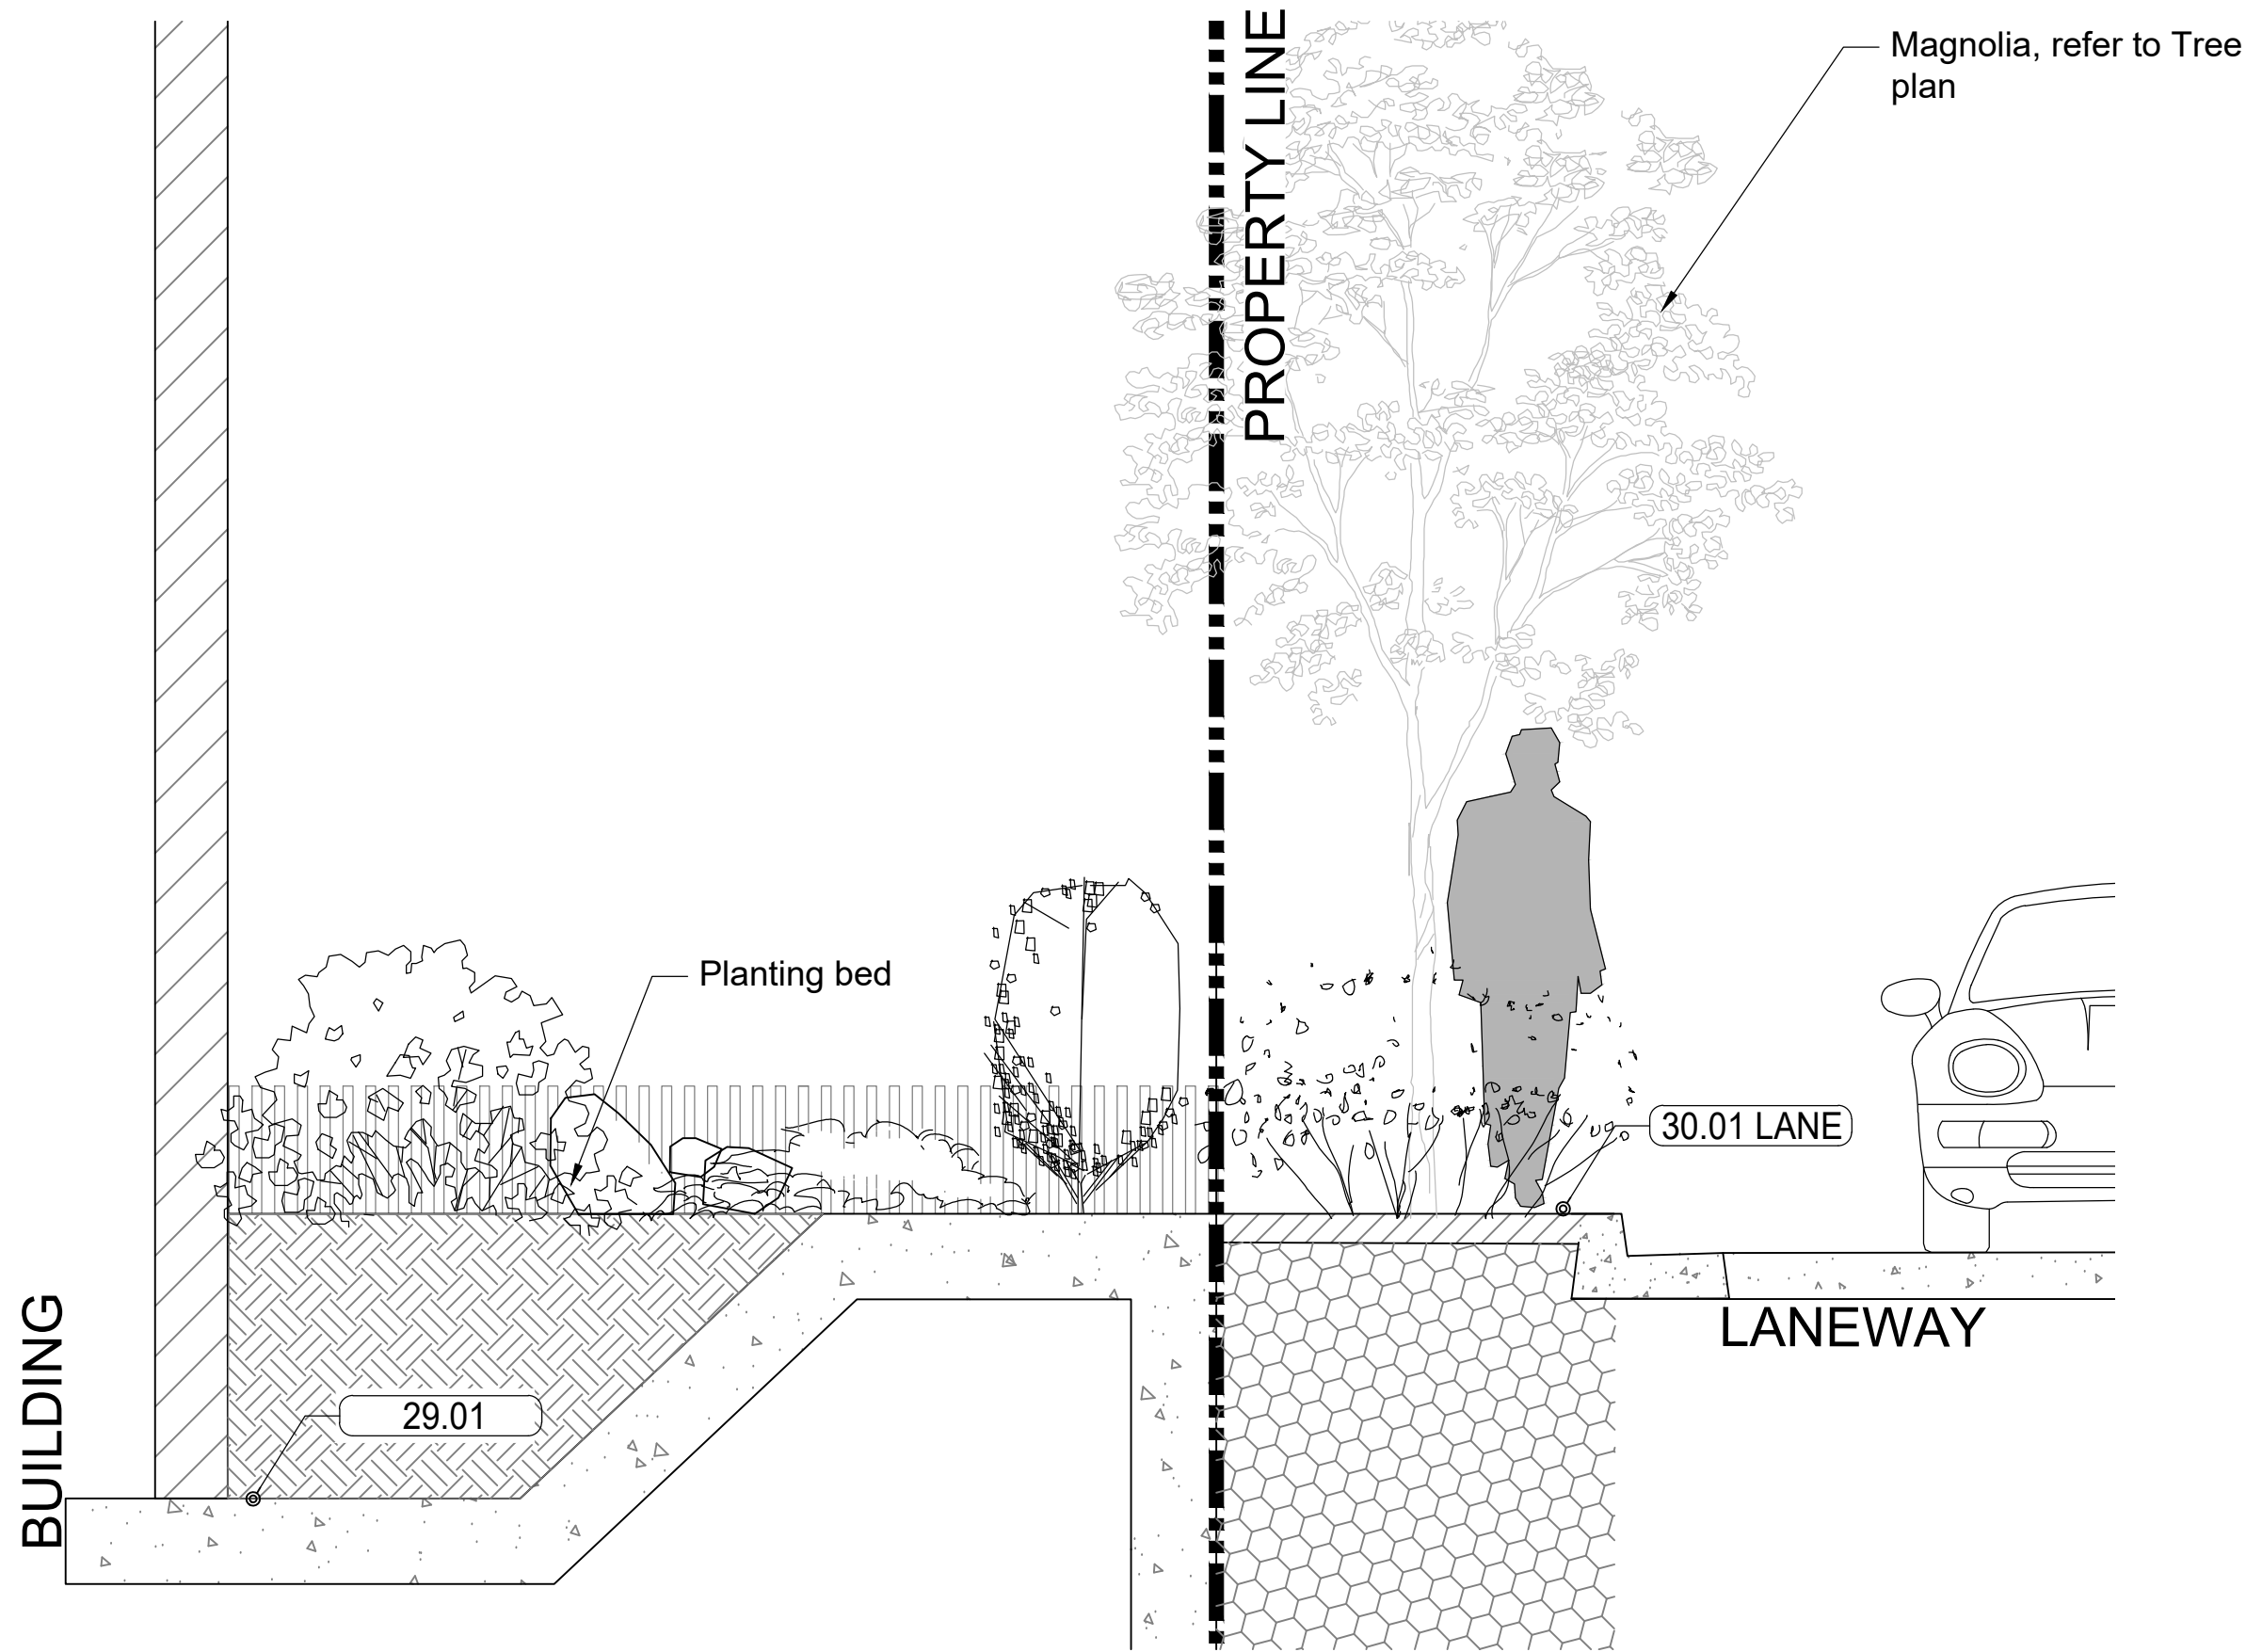 PROPERTY LINE
Magnolia, refer to Tree
plan
Planting bed
30.01 LANE
LANEWAY
29.01
BUILDING